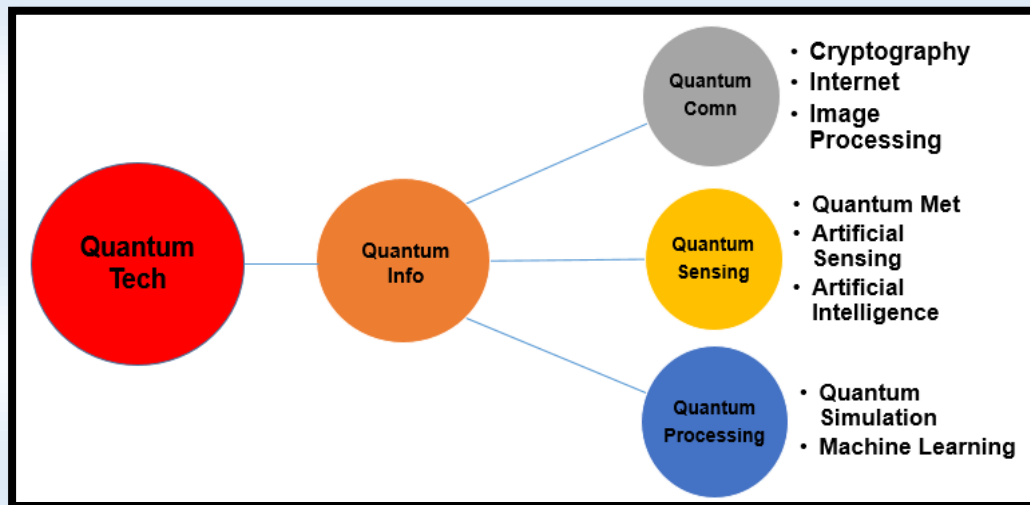 Quantum
Tech
Quantum
Info
Quantum
Comn
• Cryptography
• Internet
• Image
Processing
Quantum
Sensing
• Quantum Met
• Artificial
Sensing
• Artificial
Intelligence
Quantum
Processing
• Quantum
Simulation
• Machine Learning